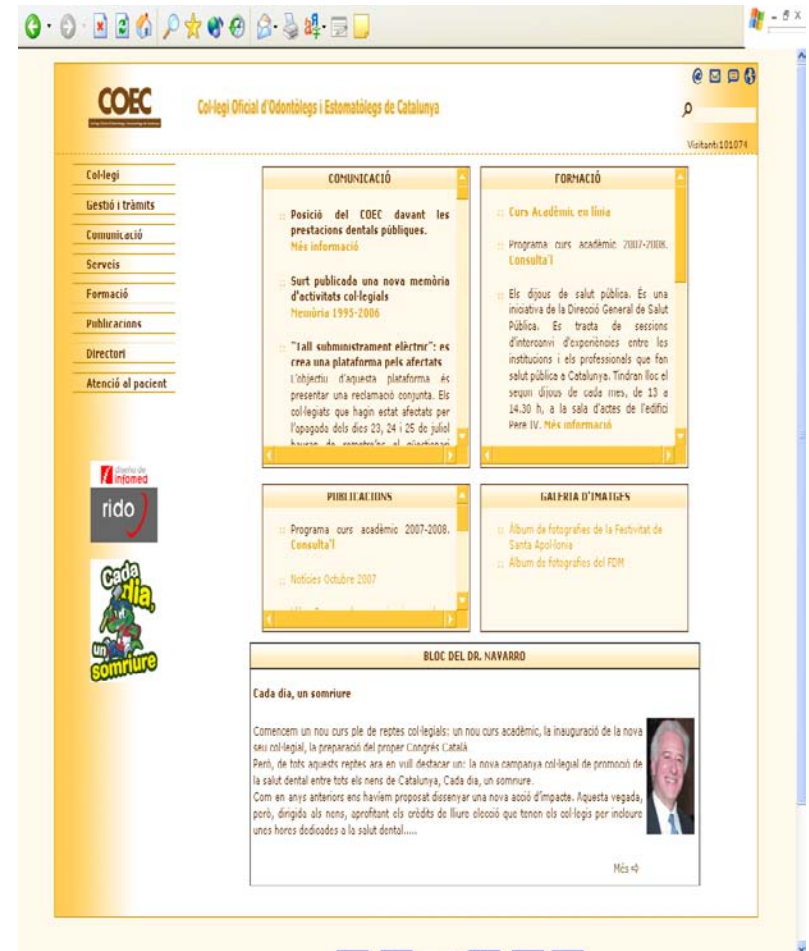 COEC
Col·legi Oficial d'Odontòlegs i Estomatòlegs de Catalunya
Visitant:101074
Col·legi
Gestió i tràmits
Comunicació
Serveis
Formació
Publicacions
Directori
Atenció al pacient
disseny de
infomed
rido
Cada
dia,
un
somriure
COMUNICACIÓ
:: Posició del COEC davant les
prestacions dentals públiques.
Més informació
:: Surt publicada una nova memòria
d'activitats col·legials
Memòria 1995-2006
:: "Tall subministrament elèctric": es
crea una plataforma pels afectats
L'objectiu d'aquesta plataforma és
presentar una reclamació conjunta. Els
col·legiats que hagin estat afectats per
l'apagada dels dies 23, 24 i 25 de juliol
hauran de remetre'ns el qüestionari
FORMACIÓ
:: Curs Acadèmic en línia
:: Programa curs acadèmic 2007-2008.
Consulta'l
:: Els dijous de salut pública. És una
iniciativa de la Direcció General de Salut
Pública. Es tracta de sessions
d'intercanvi d'experiències entre les
institucions i els professionals que fan
salut pública a Catalunya. Tindran lloc el
segon dijous de cada mes, de 13 a
14.30 h, a la sala d'actes de l'edifici
Pere IV. Més informació
PUBLICACIONS
:: Programa curs acadèmic 2007-2008.
Consulta'l
:: Notícies Octubre 2007
GALERIA D'IMATGES
:: Àlbum de fotografies de la Festivitat de
Santa Apol·lònia
:: Àlbum de fotografies del FDM
BLOC DEL DR. NAVARRO
Cada dia, un somriure
Comencem un nou curs ple de reptes col·legials: un nou curs acadèmic, la inauguració de la nova
seu col·legial, la preparació del proper Congrés Català
Però, de tots aquests reptes ara en vull destacar un: la nova campanya col·legial de promoció de
la salut dental entre tots els nens de Catalunya, Cada dia, un somriure.
Com en anys anteriors ens havíem proposat dissenyar una nova acció d'impacte. Aquesta vegada,
però, dirigida als nens, aprofitant els crèdits de lliure elecció que tenen els col·legis per incloure
unes hores dedicades a la salut dental.....
Més